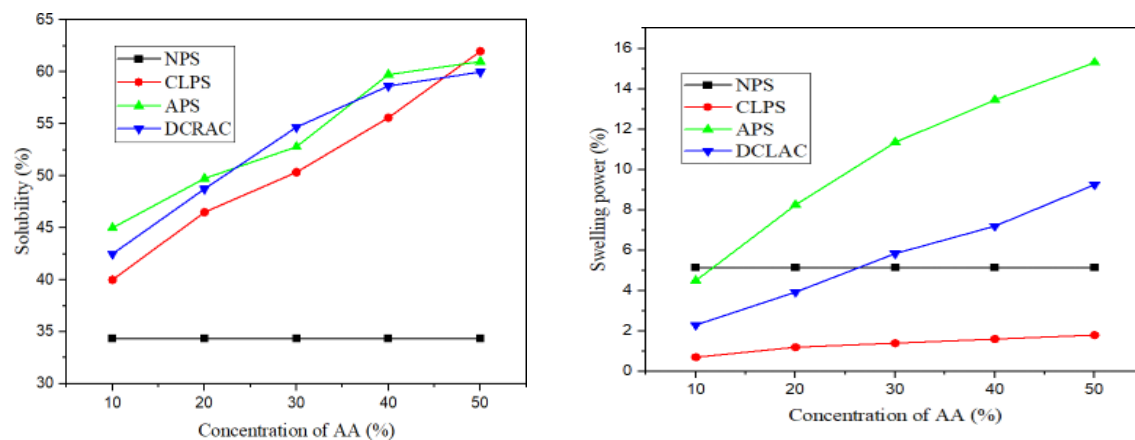 65
60
55
50
45
40
35
30
Solubility (%)
NPS
CLPS
APS
DCRAC
10 20 30 40 50
Concentration of AA (%)
16
14
12
10
8
6
4
2
0
Swelling power (%)
NPS
CLPS
APS
DCLAC
10 20 30 40 50
Concentration of AA (%)